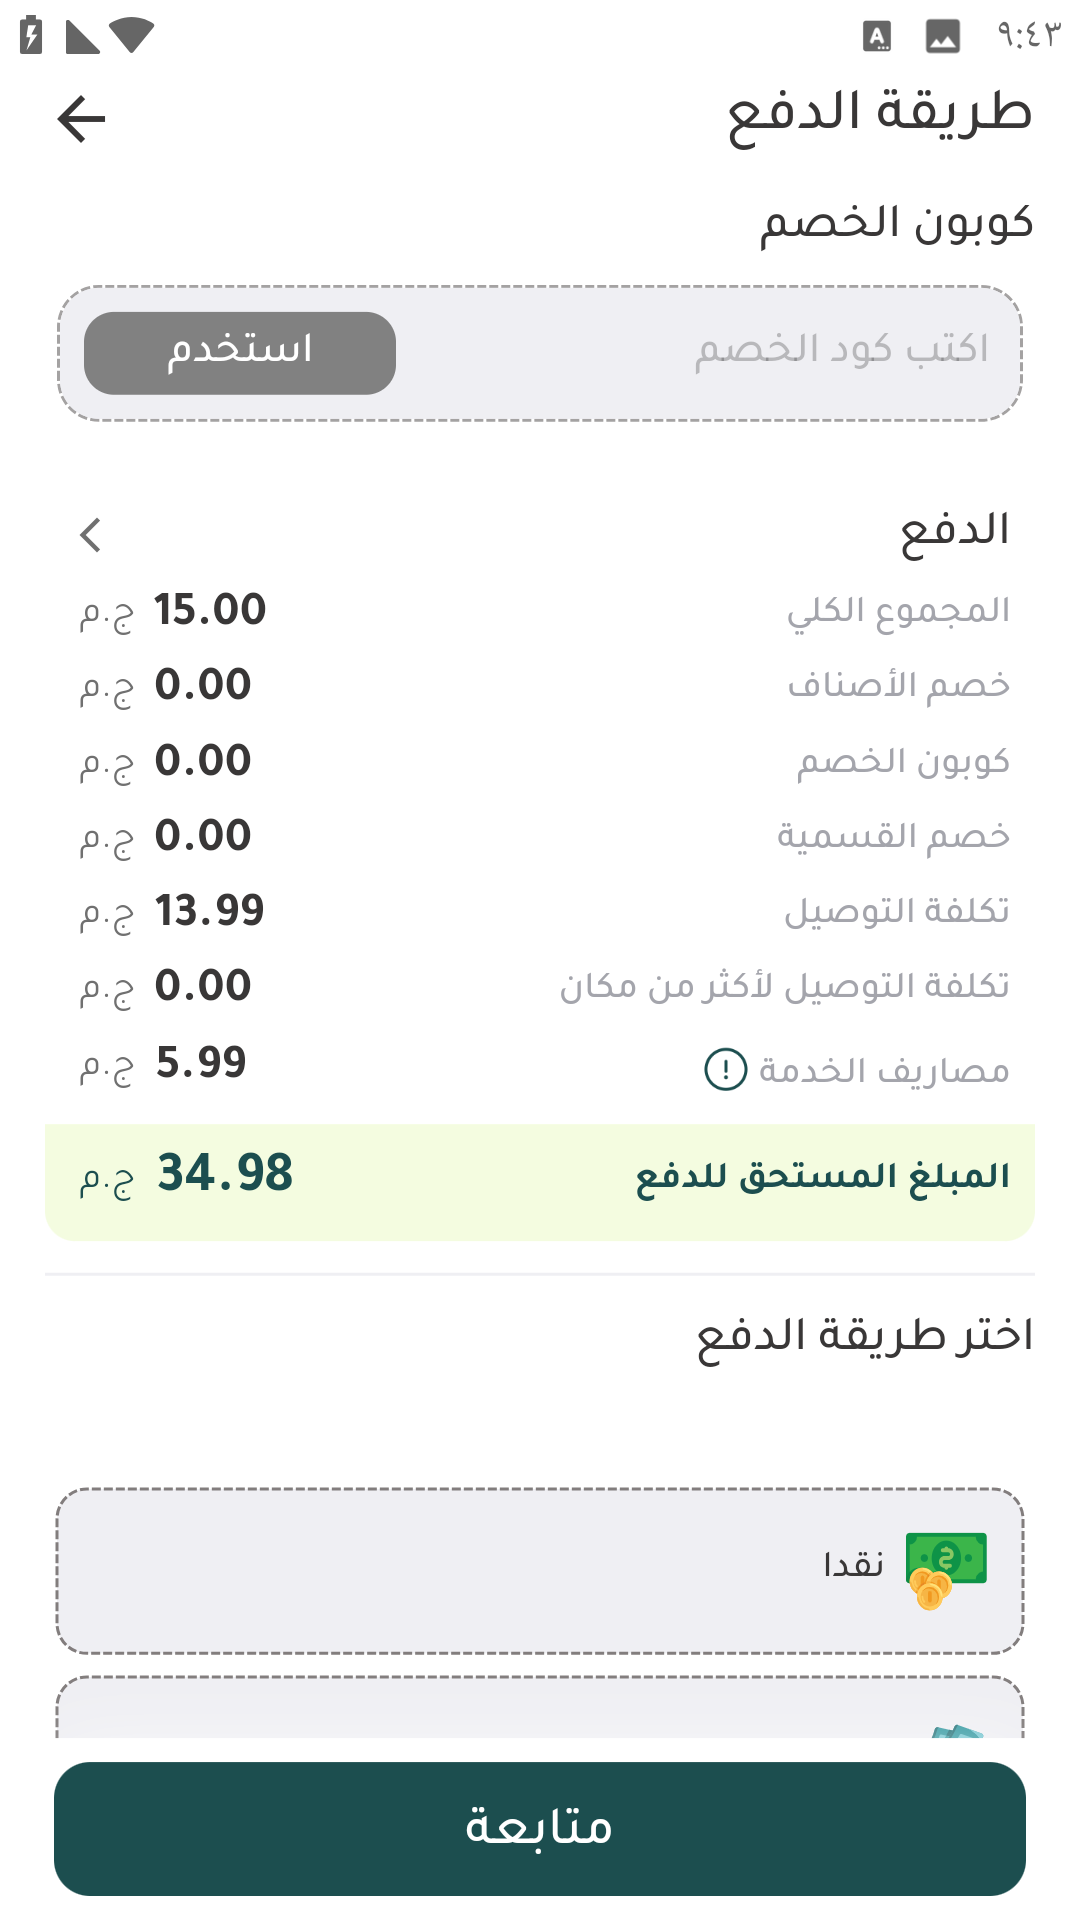 ٩:٤٣
طريقة الدفع
كوبون الخصم
اكتب كود الخصم
استخدم
الدفع
المجموع الكلي 15.00 ج.م
خصم الأصناف 0.00 ج.م
كوبون الخصم 0.00 ج.م
خصم القسمية 0.00 ج.م
تكلفة التوصيل 13.99 ج.م
تكلفة التوصيل لأكثر من مكان 0.00 ج.م
مصاريف الخدمة 5.99 ج.م
المبلغ المستحق للدفع 34.98 ج.م
اختر طريقة الدفع
نقدا
متابعة